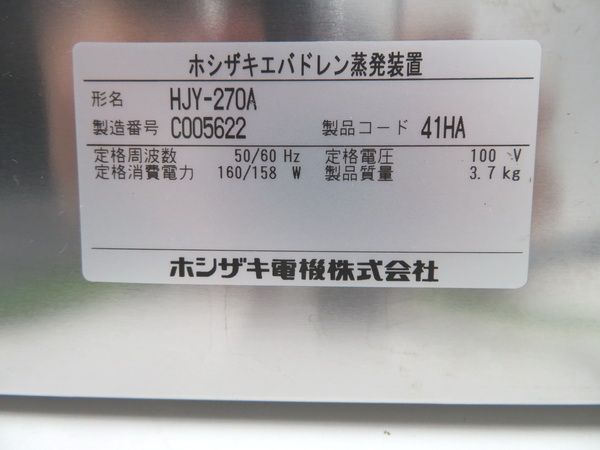 ホシザキエバドレン蒸発装置
形名 HJY-270A
製造番号 C005622 製品コード 41HA
定格周波数 50/60 Hz 定格電圧 100 V
定格消費電力 160/158 W 製品質量 3.7 kg
ホシザキ電機株式会社